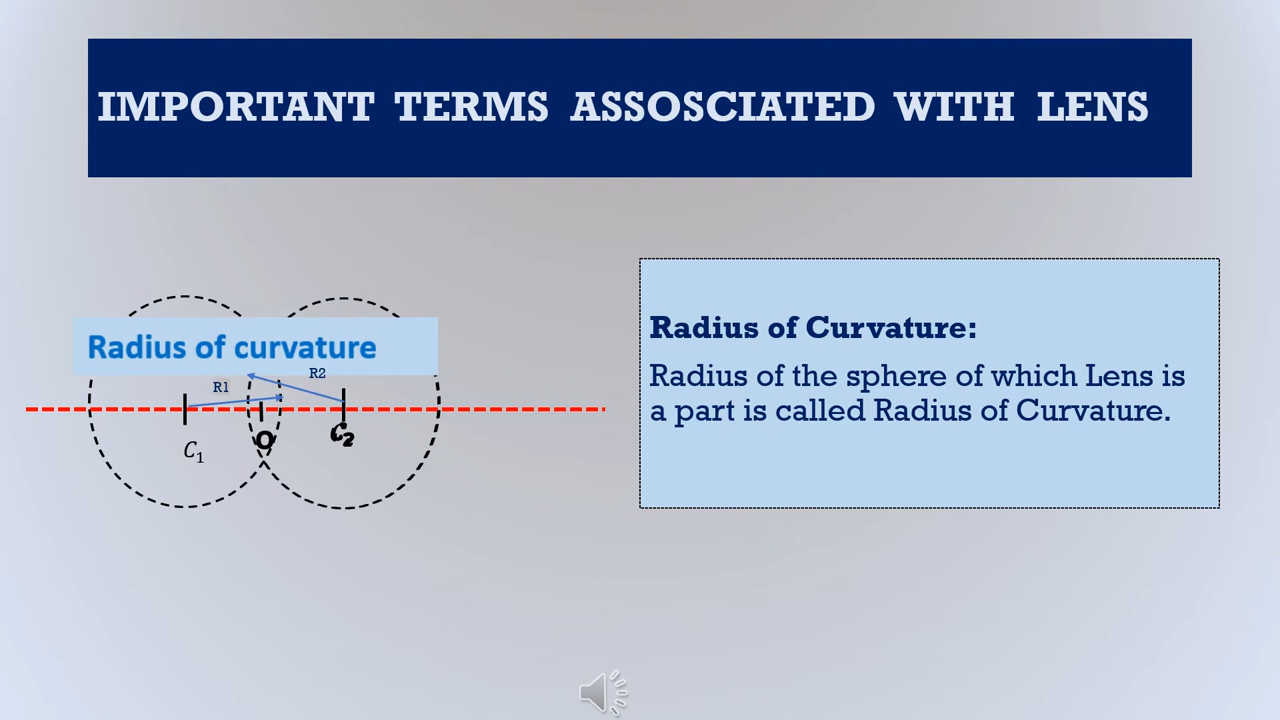 IMPORTANT TERMS ASSOSCIATED WITH LENS
Radius of curvature
R1
R2
C₁
O
C₂
Radius of Curvature:
Radius of the sphere of which Lens is
a part is called Radius of Curvature.